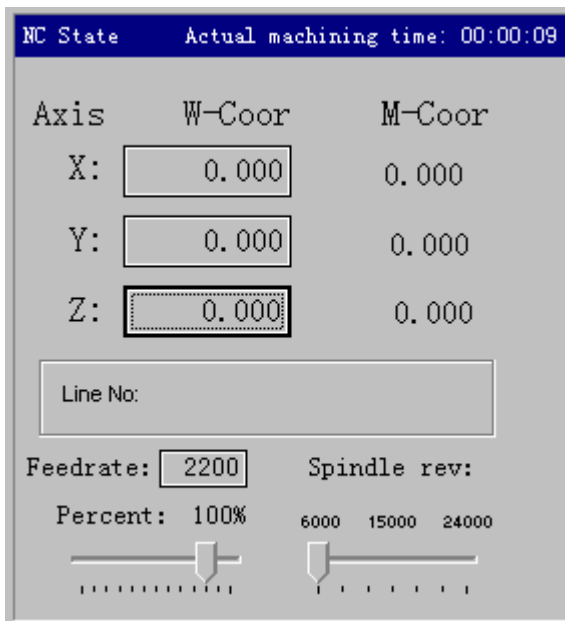 NC State Actual machining time: 00:00:09
Axis W-Coor M-Coor
X: 0.000 0.000
Y: 0.000 0.000
Z: 0.000 0.000
Line No:
Feedrate: 2200 Spindle rev:
Percent: 100% 6000 15000 24000